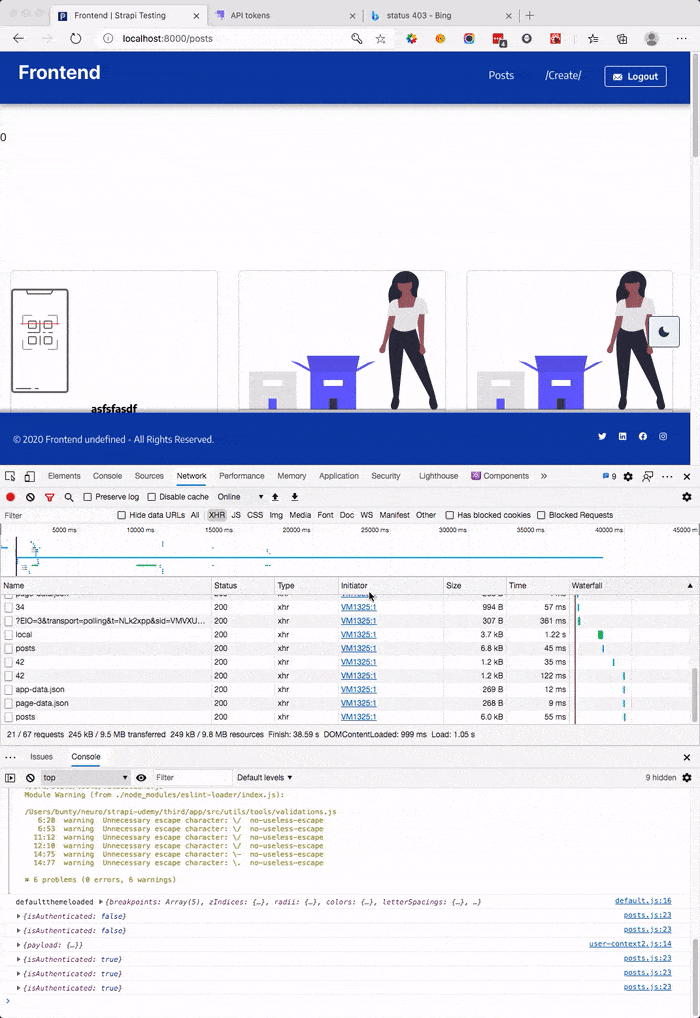 Frontend | Strapi Testing
API tokens
status 403 - Bing
localhost:8000/posts
Frontend
Posts
/Create/
Logout
0
asfsfasdf
© 2020 Frontend undefined - All Rights Reserved.
Elements Console Sources Network Performance Memory Application Security Lighthouse Components » 9
Preserve log Disable cache Online
Filter Hide data URLs All XHR JS CSS Img Media Font Doc WS Manifest Other Has blocked cookies Blocked Requests
5000 ms 10000 ms 15000 ms 20000 ms 25000 ms 30000 ms 35000 ms 40000 ms 45000 m
Name Status Type Initiator Size Time Waterfall
34 200 xhr VM1325:1 994 B 57 ms
?EIO=3&transport=polling&t=NLk2xpp&sid=VMVXU... 200 xhr VM1325:1 307 B 361 ms
local 200 xhr VM1325:1 3.7 kB 1.22 s
posts 200 xhr VM1325:1 6.8 kB 45 ms
42 200 xhr VM1325:1 1.2 kB 35 ms
42 200 xhr VM1325:1 1.2 kB 122 ms
app-data.json 200 xhr VM1325:1 269 B 12 ms
page-data.json 200 xhr VM1325:1 268 B 9 ms
posts 200 xhr VM1325:1 6.0 kB 55 ms
21 / 67 requests 245 kB / 9.5 MB transferred 249 kB / 9.8 MB resources Finish: 38.59 s DOMContentLoaded: 999 ms Load: 1.05 s
Issues Console
top Filter Default levels 9 hidden
Module Warning (from ./node_modules/eslint-loader/index.js):
/Users/bunty/neuro/strapi-udemy/third/app/src/utils/tools/validations.js
6:28 warning Unnecessary escape character: \/ no-useless-escape
6:53 warning Unnecessary escape character: \/ no-useless-escape
11:12 warning Unnecessary escape character: \/ no-useless-escape
12:10 warning Unnecessary escape character: \/ no-useless-escape
14:75 warning Unnecessary escape character: \- no-useless-escape
14:77 warning Unnecessary escape character: \. no-useless-escape
✖ 6 problems (0 errors, 6 warnings)
defaultthemeloaded {breakpoints: Array(5), zIndices: {…}, radii: {…}, colors: {…}, letterSpacings: {…}, …} default.js:16
{isAuthenticated: false} posts.js:23
{isAuthenticated: false} posts.js:23
{payload: {…}} user-context2.js:14
{isAuthenticated: true} posts.js:23
{isAuthenticated: true} posts.js:23
{isAuthenticated: true} posts.js:23